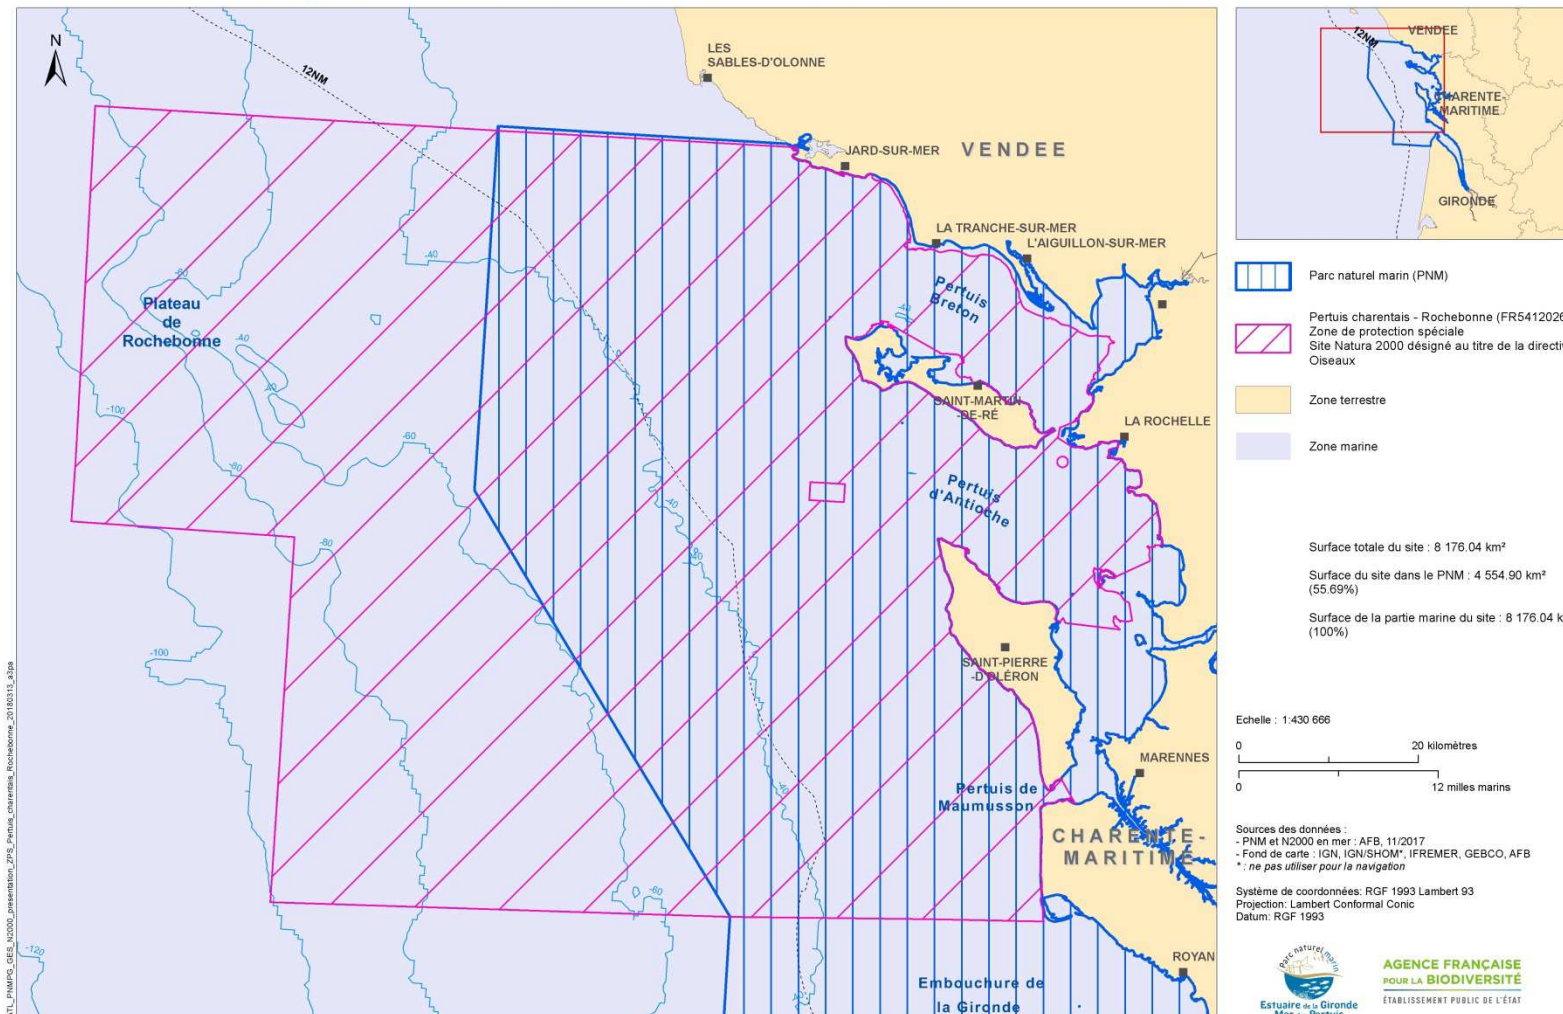 N
12NM
LES
SABLES-D'OLONNE
JARD-SUR-MER
VENDEE
LA TRANCHE-SUR-MER
L'AIGUILLON-SUR-MER
Pertuis
Breton
Plateau
de
Rochebonne
SAINT-MARTIN
-DE-RÉ
LA ROCHELLE
Pertuis
d'Antioche
SAINT-PIERRE
-D'OLÉRON
MARENNES
Pertuis de
Maumusson
CHARENTE-
MARITIME
ROYAN
Embouchure de
la Gironde
-40
-60
-40
-40
-100
-60
-80
-40
-40
-80
-100
-40
-60
-120
VENDEE
12NM
CHARENTE-
MARITIME
GIRONDE
Parc naturel marin (PNM)
Pertuis charentais - Rochebonne (FR5412026
Zone de protection spéciale
Site Natura 2000 désigné au titre de la directiv
Oiseaux
Zone terrestre
Zone marine
Surface totale du site : 8 176.04 km²
Surface du site dans le PNM : 4 554.90 km²
(55.69%)
Surface de la partie marine du site : 8 176.04 k
(100%)
Echelle : 1:430 666
0 20 kilomètres
0 12 milles marins
Sources des données :
- PNM et N2000 en mer : AFB, 11/2017
- Fond de carte : IGN, IGN/SHOM*, IFREMER, GEBCO, AFB
* : ne pas utiliser pour la navigation
Système de coordonnées: RGF 1993 Lambert 93
Projection: Lambert Conformal Conic
Datum: RGF 1993
Parc naturel marin
Estuaire de la Gironde
AGENCE FRANÇAISE
POUR LA BIODIVERSITÉ
ÉTABLISSEMENT PUBLIC DE L'ÉTAT